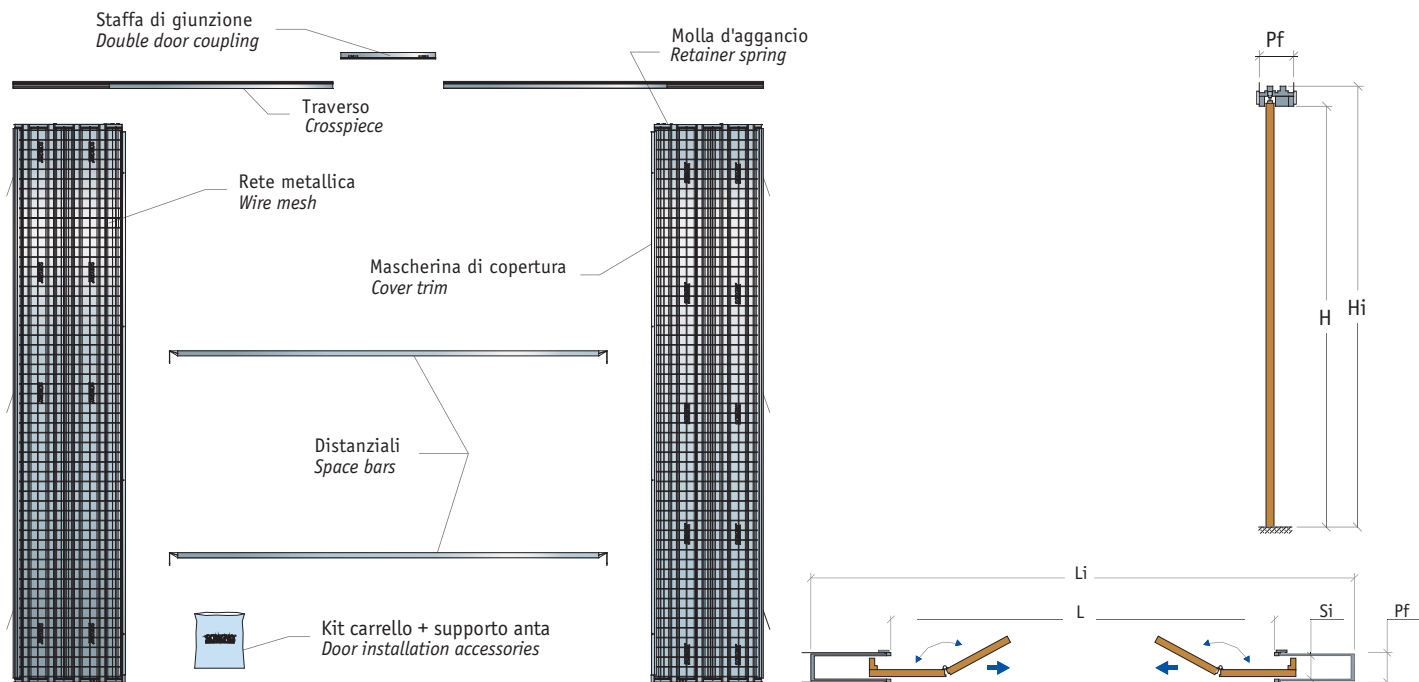 Staffa di giunzione
Double door coupling
Molla d'aggancio
Retainer spring
Traverso
Crosspiece
Rete metallica
Wire mesh
Mascherina di copertura
Cover trim
Distanziali
Space bars
Kit carrello + supporto anta
Door installation accessories
Pf
H
Hi
Li
L
Si
Pf